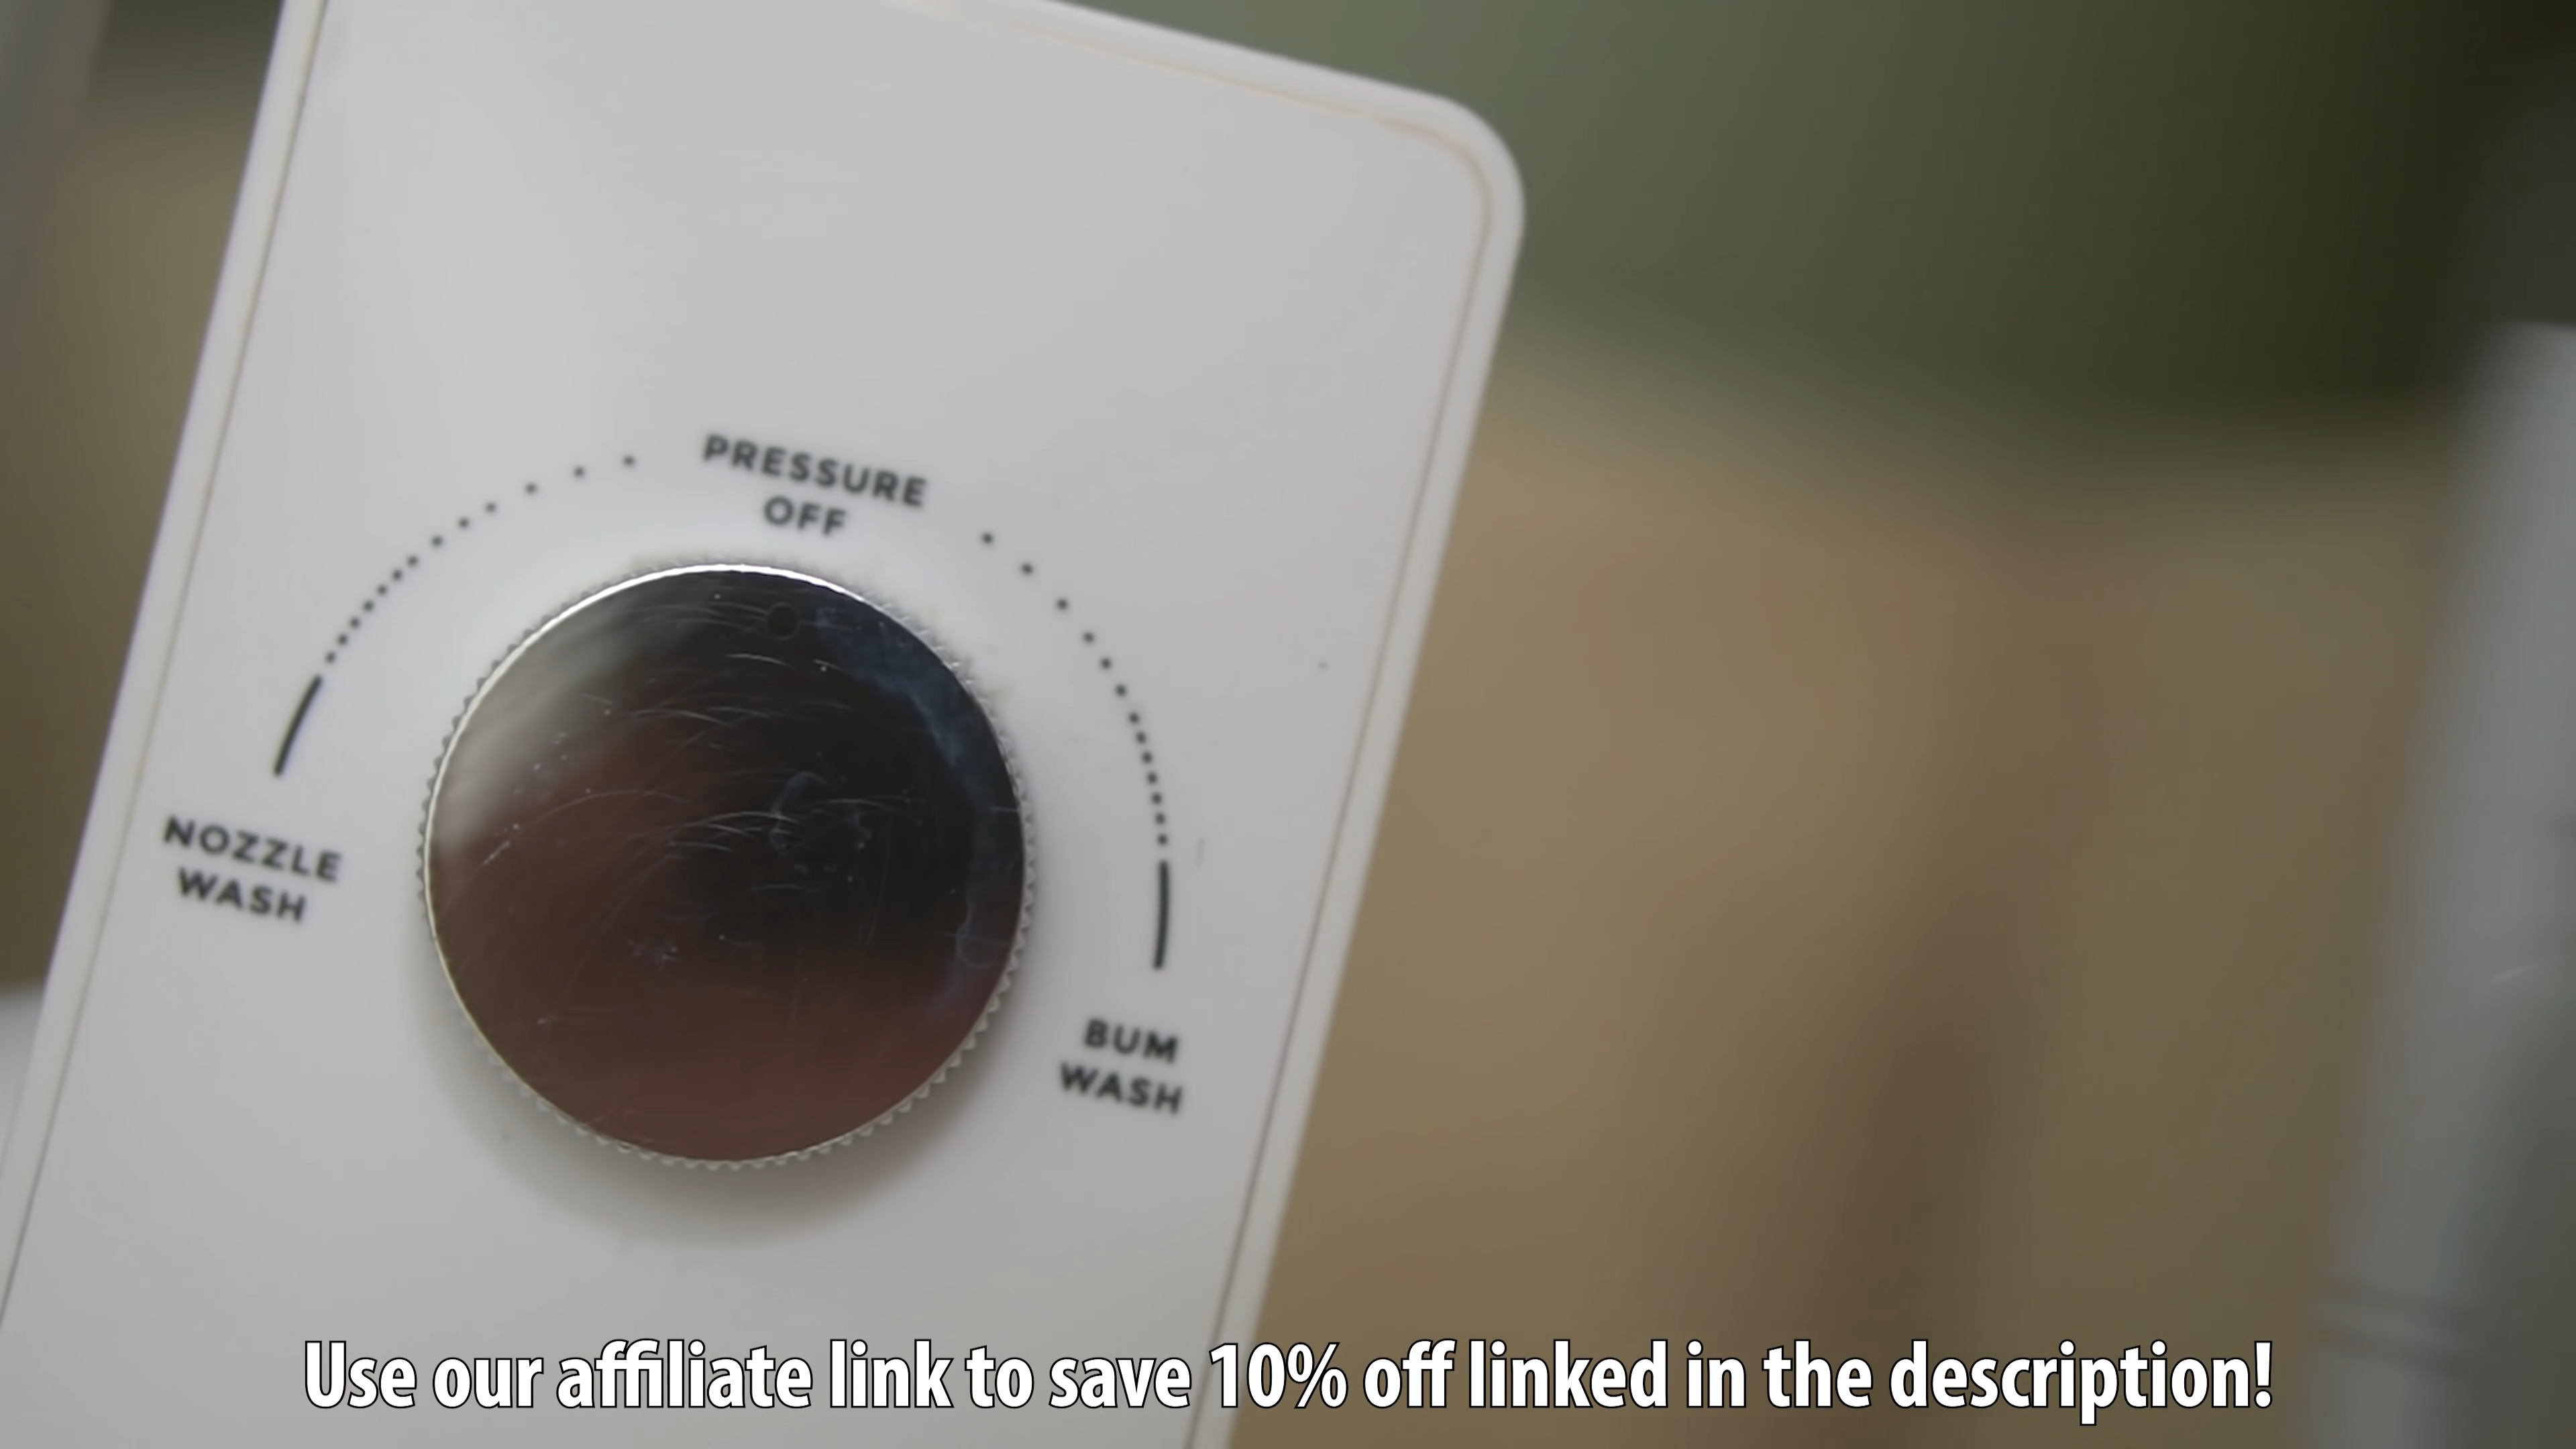 PRESSURE
OFF
NOZZLE
WASH
BUM
WASH
Use our affiliate link to save 10% off linked in the description!